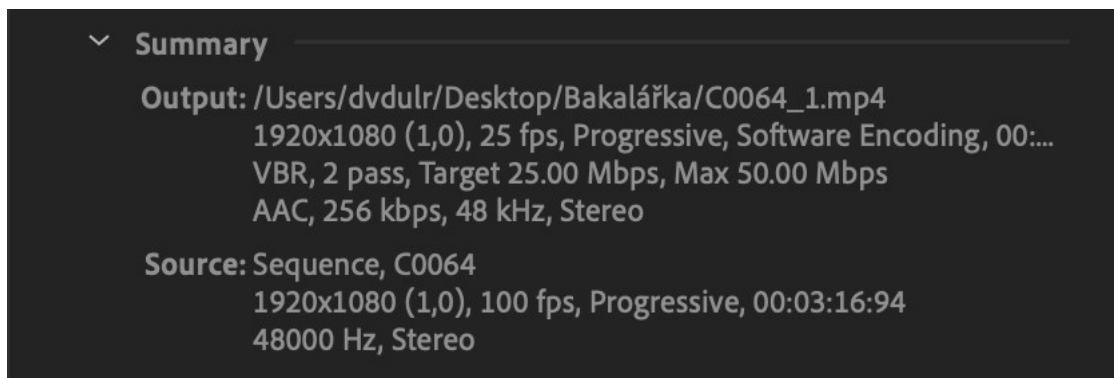 Summary
Output: /Users/dvdulr/Desktop/Bakalářka/C0064_1.mp4
1920x1080 (1,0), 25 fps, Progressive, Software Encoding, 00:...
VBR, 2 pass, Target 25.00 Mbps, Max 50.00 Mbps
AAC, 256 kbps, 48 kHz, Stereo
Source: Sequence, C0064
1920x1080 (1,0), 100 fps, Progressive, 00:03:16:94
48000 Hz, Stereo